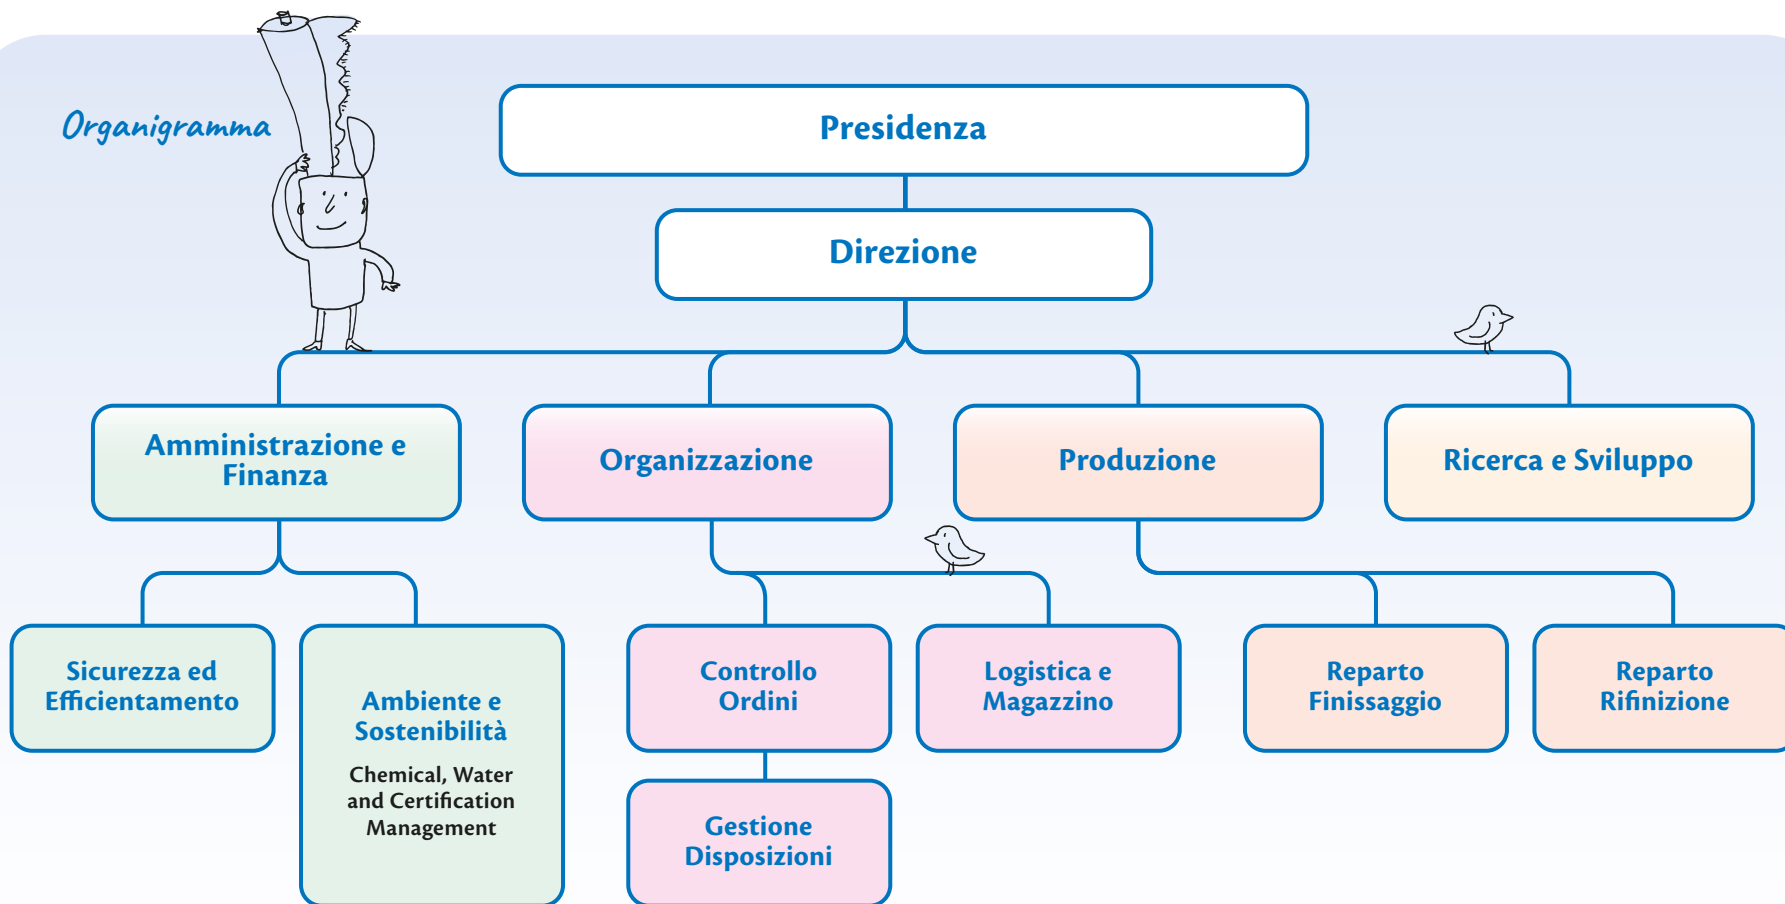 Organigramma
Presidenza
Direzione
Amministrazione e
Finanza
Organizzazione
Produzione
Ricerca e Sviluppo
Sicurezza ed
Efficientamento
Ambiente e
Sostenibilità
Chemical, Water
and Certification
Management
Controllo
Ordini
Logistica e
Magazzino
Reparto
Finissaggio
Reparto
Rifinizione
Gestione
Disposizioni